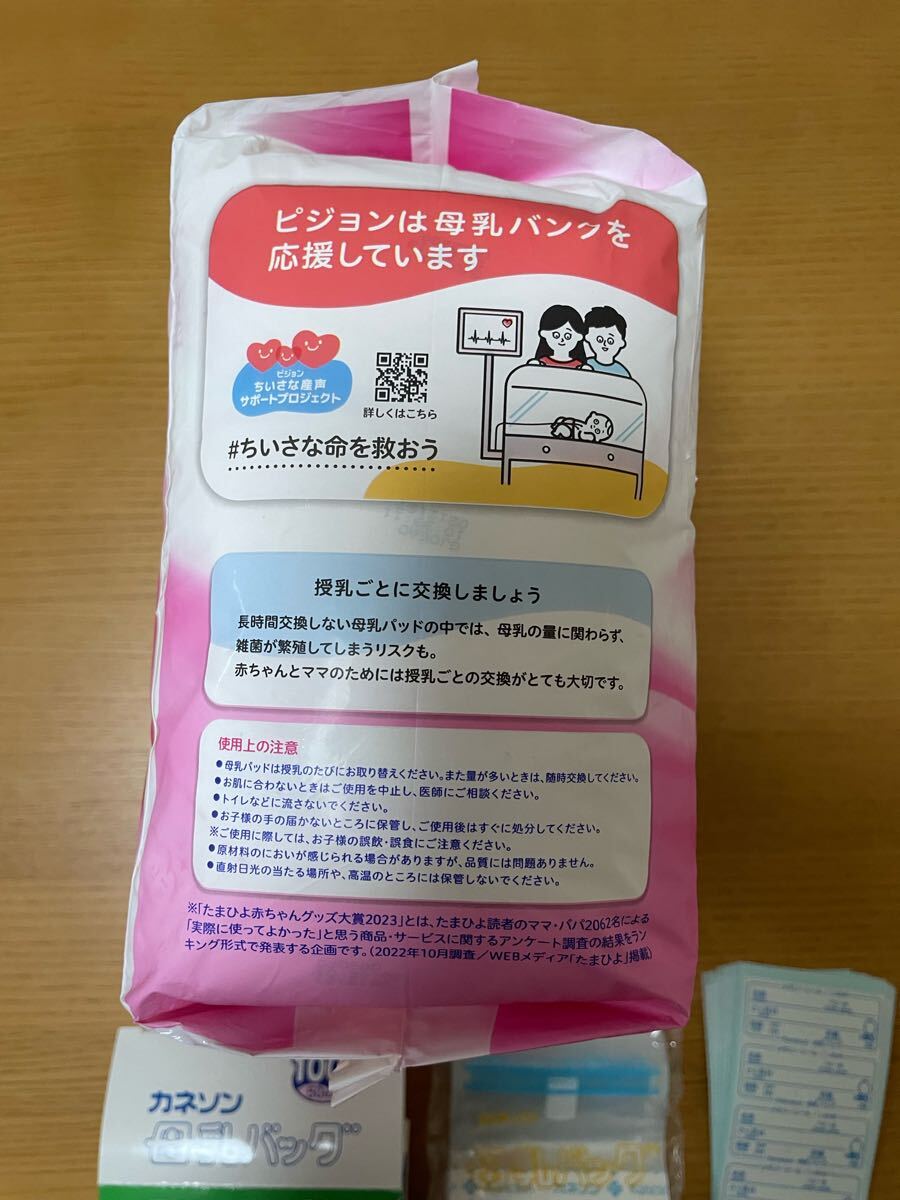 ピジョンは母乳バンクを
応援しています
ピジョン
ちいさな産声
サポートプロジェクト
詳しくはこちら
#ちいさな命を救おう
授乳ごとに交換しましょう
長時間交換しない母乳パッドの中では、母乳の量に関わらず、
雑菌が繁殖してしまうリスクも。
赤ちゃんとママのためには授乳ごとの交換がとても大切です。
使用上の注意
●母乳パッドは授乳のたびにお取り替えください。また量が多いときは、随時交換してください。
●お肌に合わないときはご使用を中止し、医師にご相談ください。
●トイレなどに流さないでください。
●お子様の手の届かないところに保管し、ご使用後はすぐに処分してください。
※ご使用に際しては、お子様の誤飲・誤食にご注意ください。
●原材料のにおいが感じられる場合がありますが、品質には問題ありません。
●直射日光の当たる場所や、高温のところには保管しないでください。
※「たまひよ赤ちゃんグッズ大賞2023」とは、たまひよ読者のママ・パパ2062名による
「実際に使ってよかった」と思う商品・サービスに関するアンケート調査の結果をラン
キング形式で発表する企画です。(2022年10月調査/WEBメディア「たまひよ」掲載)
カネソン
母乳バッグ
母乳バッグ
カネソン